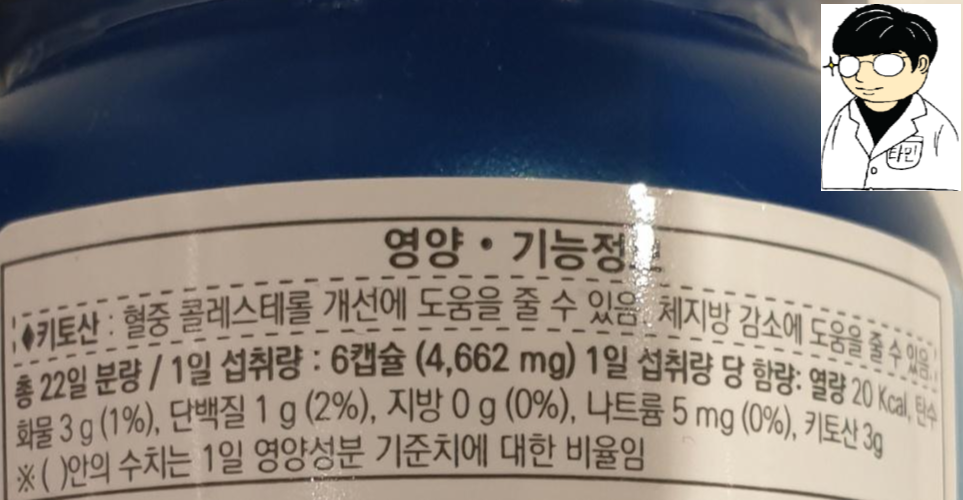 타민
영양 • 기능정보
◆키토산 : 혈중 콜레스테롤 개선에 도움을 줄 수 있음, 체지방 감소에 도움을 줄 수 있음.
총 22일 분량 / 1일 섭취량 : 6캡슐 (4,662 mg) 1일 섭취량 당 함량: 열량 20 Kcal, 탄수
화물 3 g (1%), 단백질 1 g (2%), 지방 0 g (0%), 나트륨 5 mg (0%), 키토산 3g
※( )안의 수치는 1일 영양성분 기준치에 대한 비율임